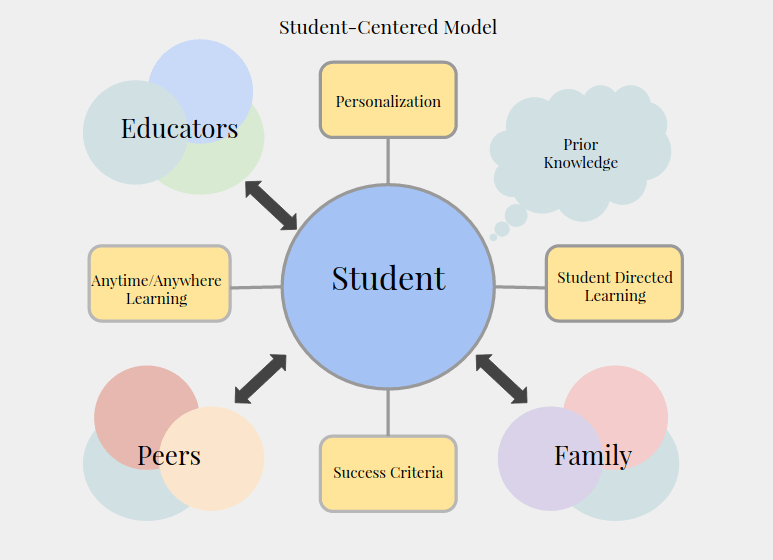 Student-Centered Model
Personalization
Educators
Prior
Knowledge
Student
Anytime/Anywhere
Learning
Student Directed
Learning
Peers
Success Criteria
Family